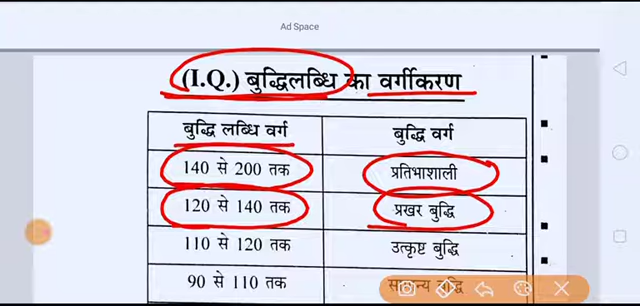 Ad Space
(I.Q.) बुद्धिलब्धि का वर्गीकरण
बुद्धि लब्धि वर्ग बुद्धि वर्ग
140 से 200 तक प्रतिभाशाली
120 से 140 तक प्रखर बुद्धि
110 से 120 तक उत्कृष्ट बुद्धि
90 से 110 तक सामान्य बुद्धि